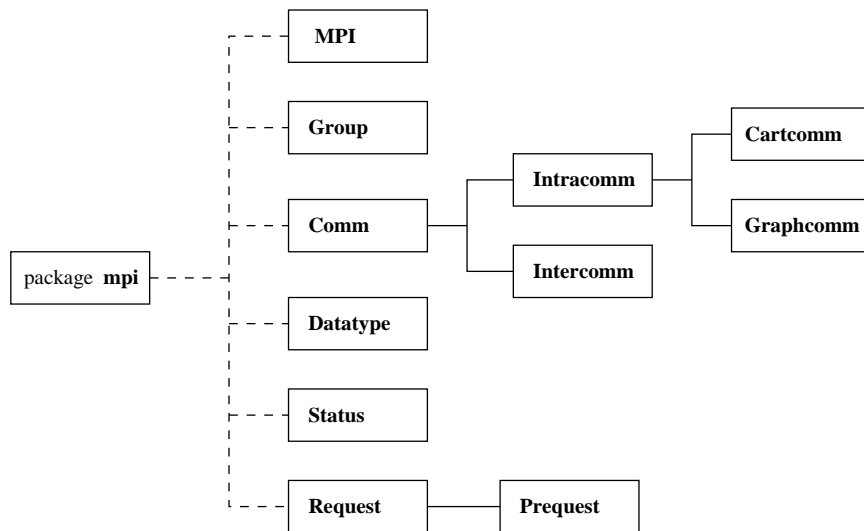 MPI
Group
Cartcomm
Intracomm
Comm
Graphcomm
package mpi
Intercomm
Datatype
Status
Request
Prequest